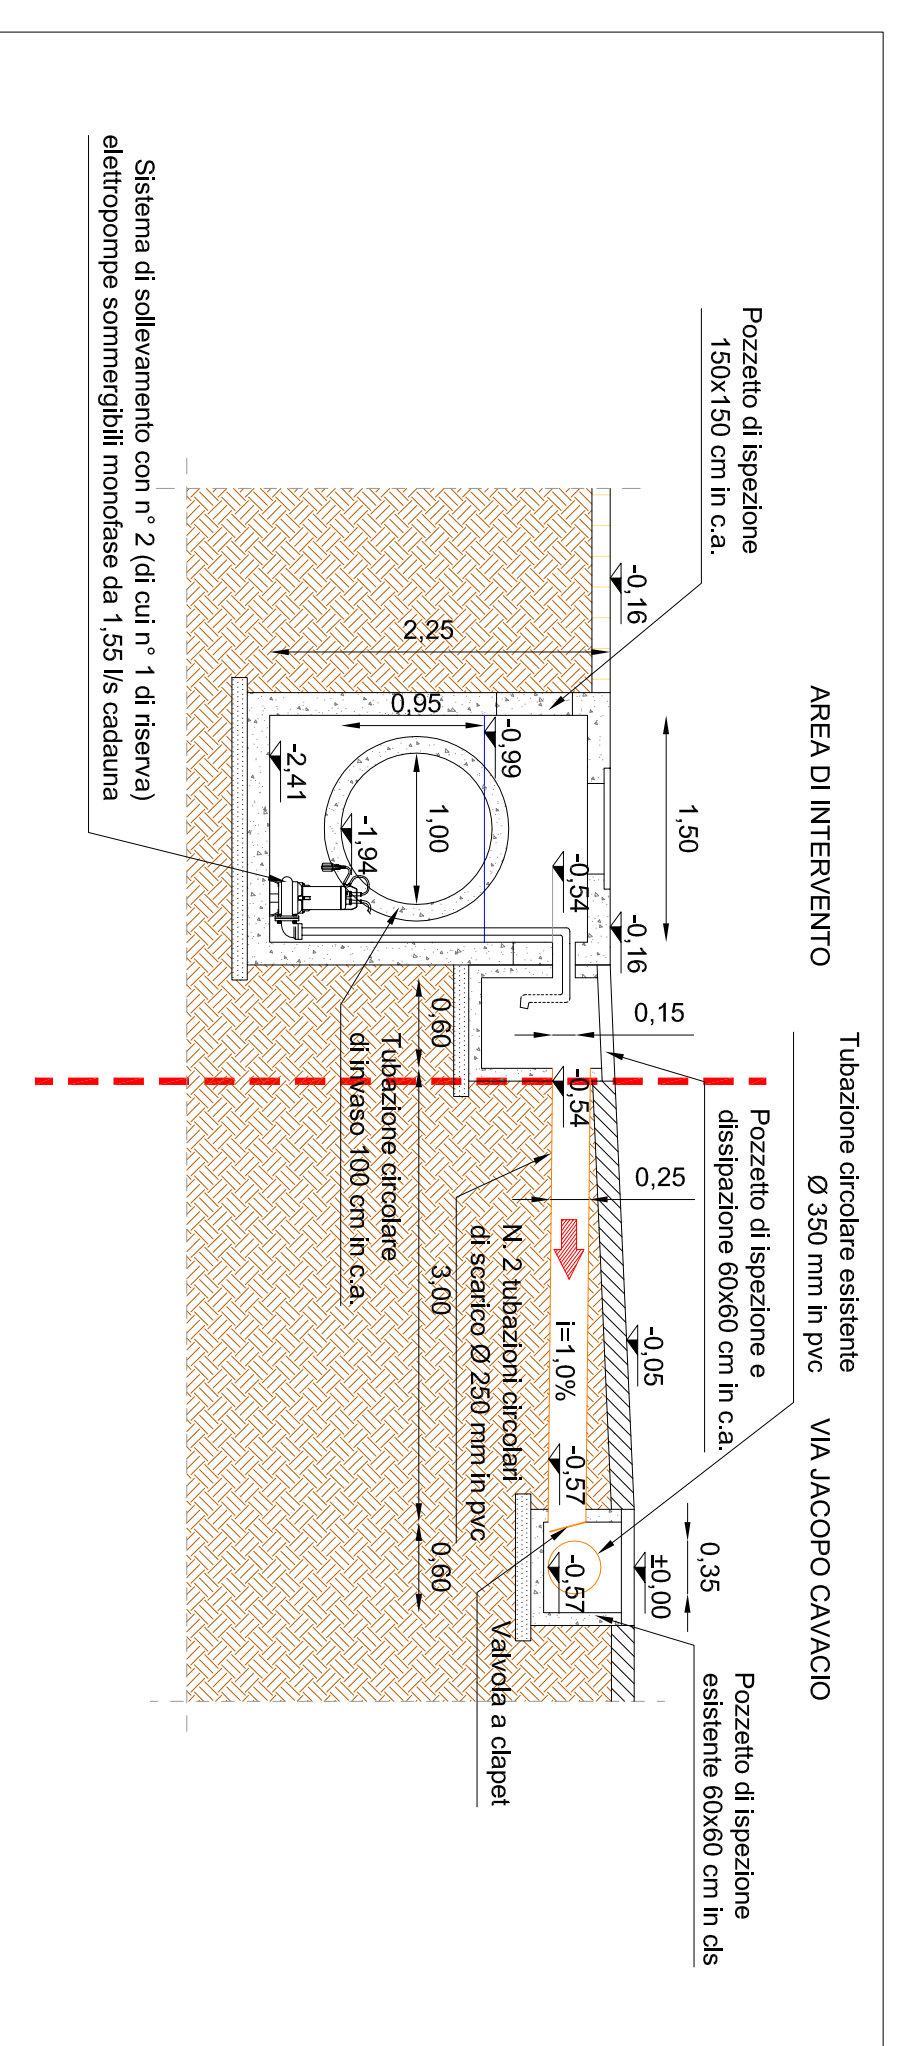 AREA DI INTERVENTO
VIA JACOPO CAVACIO
Tubazione circolare esistente
Ø 350 mm in pvc
Pozzetto di ispezione
150x150 cm in c.a.
Pozzetto di ispezione e
dissipazione 60x60 cm in c.a.
Pozzetto di ispezione
esistente 60x60 cm in cls
1,50
0,15
0,25
0,35
-0,16
-0,16
-0,05
±0,00
-0,54
-0,54
i=1,0%
-0,57
-0,57
-0,99
2,25
0,95
1,00
-1,94
-2,41
0,60
3,00
0,60
N. 2 tubazioni circolari
di scarico Ø 250 mm in pvc
Valvola a clapet
Tubazione circolare
di invaso 100 cm in c.a.
Sistema di sollevamento con n° 2 (di cui n° 1 di riserva)
elettropompe sommergibili monofase da 1,55 l/s cadauna